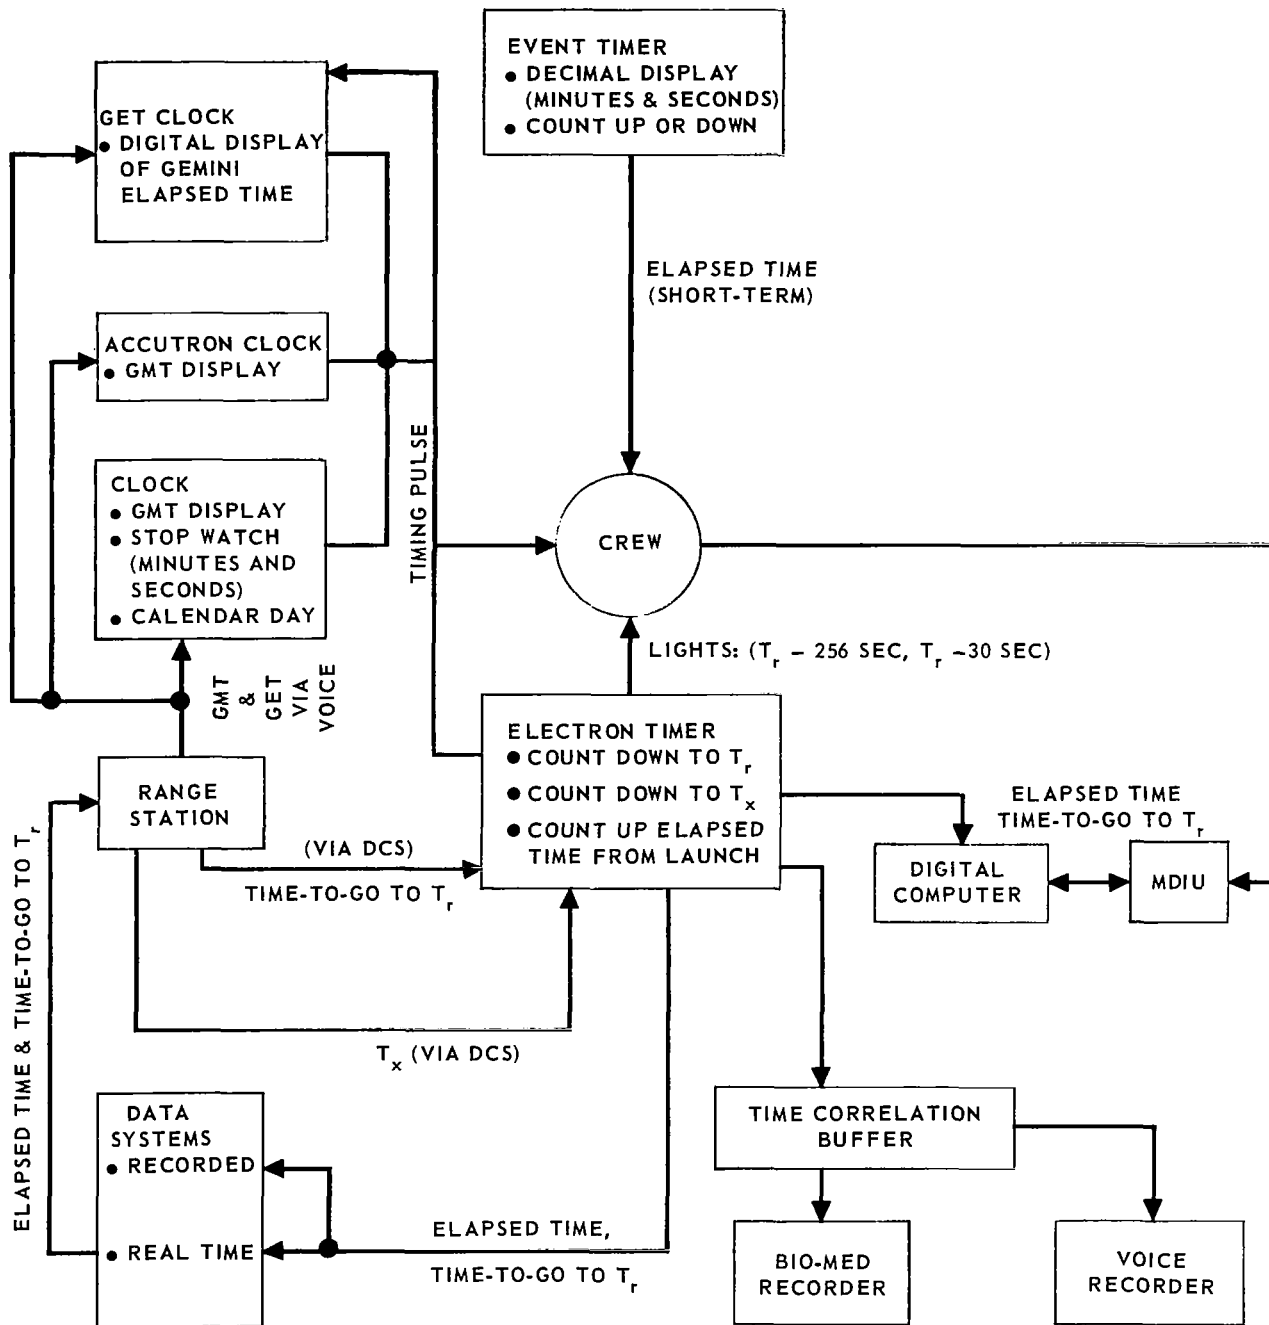 EVENT TIMER
● DECIMAL DISPLAY
(MINUTES & SECONDS)
● COUNT UP OR DOWN
GET CLOCK
● DIGITAL DISPLAY
OF GEMINI
ELAPSED TIME
ELAPSED TIME
(SHORT-TERM)
ACCUTRON CLOCK
● GMT DISPLAY
TIMING PULSE
CLOCK
● GMT DISPLAY
● STOP WATCH
(MINUTES AND
SECONDS)
● CALENDAR DAY
CREW
LIGHTS: (Tr – 256 SEC, Tr –30 SEC)
GMT
&
GET
VIA
VOICE
ELECTRON TIMER
● COUNT DOWN TO Tr
● COUNT DOWN TO Tx
● COUNT UP ELAPSED
TIME FROM LAUNCH
RANGE
STATION
(VIA DCS)
TIME-TO-GO TO Tr
ELAPSED TIME
TIME-TO-GO TO Tr
DIGITAL
COMPUTER
MDIU
ELAPSED TIME & TIME-TO-GO TO Tr
Tx (VIA DCS)
DATA
SYSTEMS
● RECORDED
● REAL TIME
TIME CORRELATION
BUFFER
ELAPSED TIME,
TIME-TO-GO TO Tr
BIO-MED
RECORDER
VOICE
RECORDER